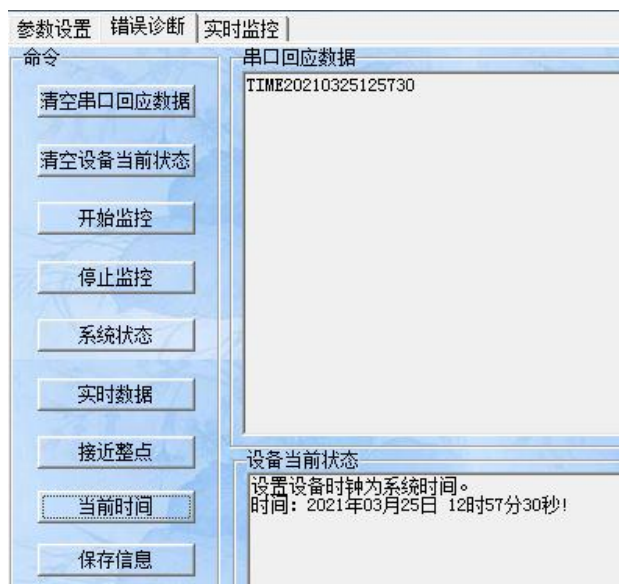 参数设置 错误诊断 实时监控
命令
清空串口回应数据
清空设备当前状态
开始监控
停止监控
系统状态
实时数据
接近整点
当前时间
保存信息
串口回应数据
TIME20210325125730
设备当前状态
设置设备时钟为系统时间。
时间：2021年03月25日 12时57分30秒!